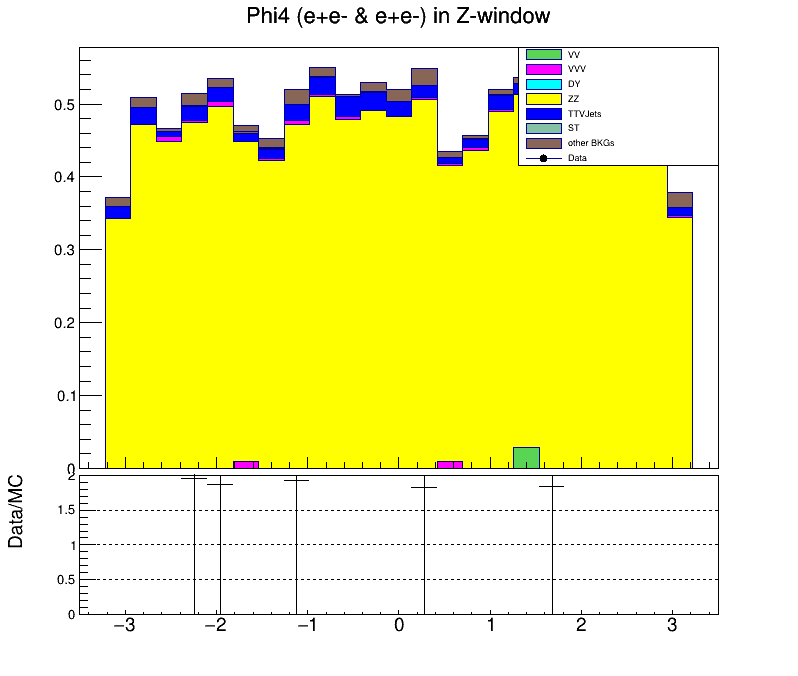 Phi4 (e+e- & e+e-) in Z-window
VV
VVV
DY
ZZ
TTVJets
ST
other BKGs
Data
0.5
0.4
0.3
0.2
0.1
0
Data/MC
2
1.5
1
0.5
0
−3 −2 −1 0 1 2 3